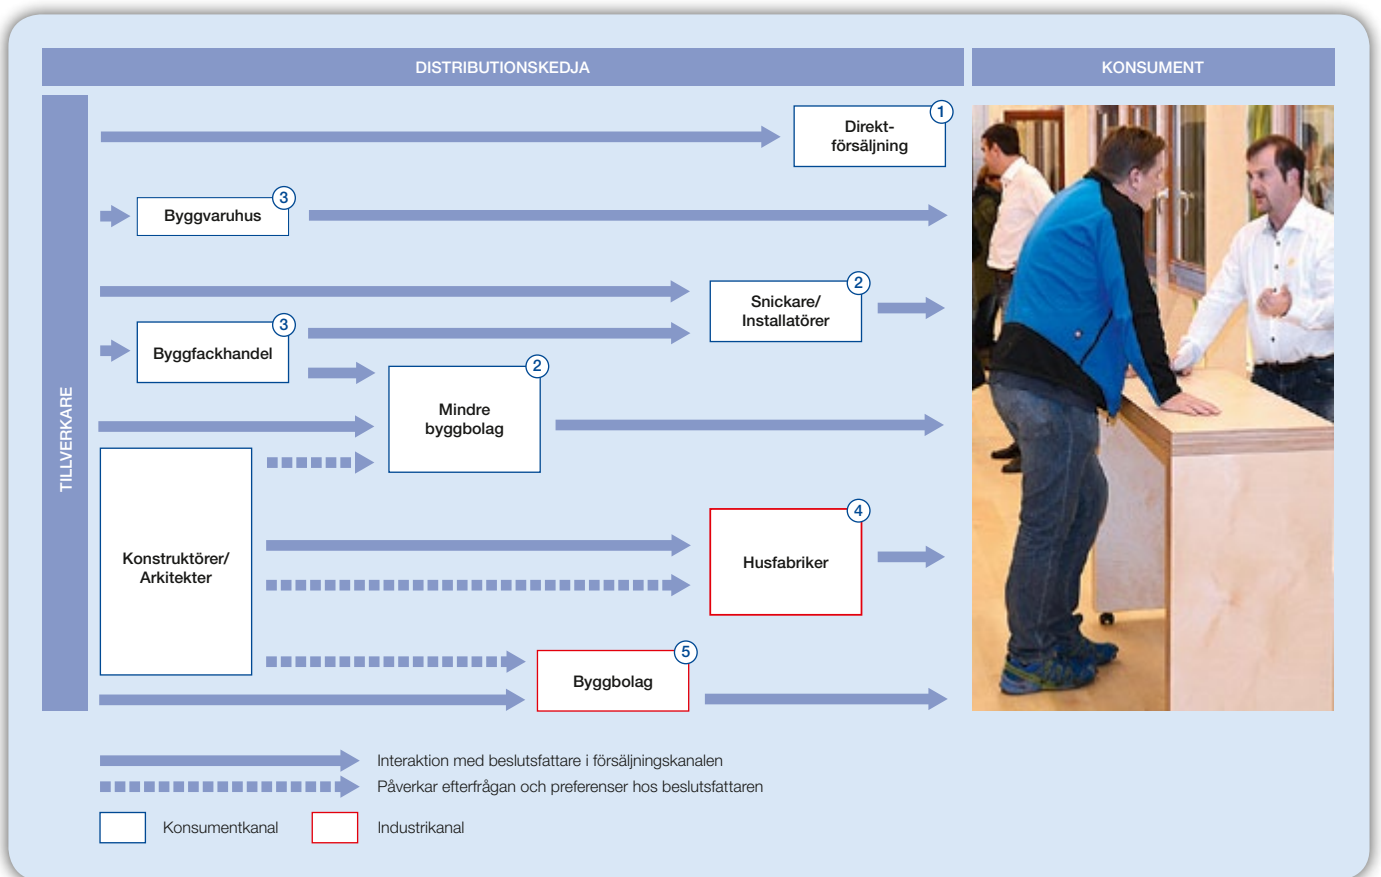 DISTRIBUTIONSKEDJA
KONSUMENT
TILLVERKARE
1
Direkt-
försäljning
3
Byggvaruhus
2
Snickare/
Installatörer
3
Byggfackhandel
2
Mindre
byggbolag
Konstruktörer/
Arkitekter
4
Husfabriker
5
Byggbolag
Interaktion med beslutsfattare i försäljningskanalen
Påverkar efterfrågan och preferenser hos beslutsfattaren
Konsumentkanal
Industrikanal